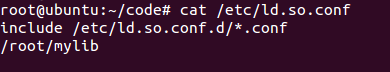 root@ubuntu:~/code# cat /etc/ld.so.conf
include /etc/ld.so.conf.d/*.conf
/root/mylib